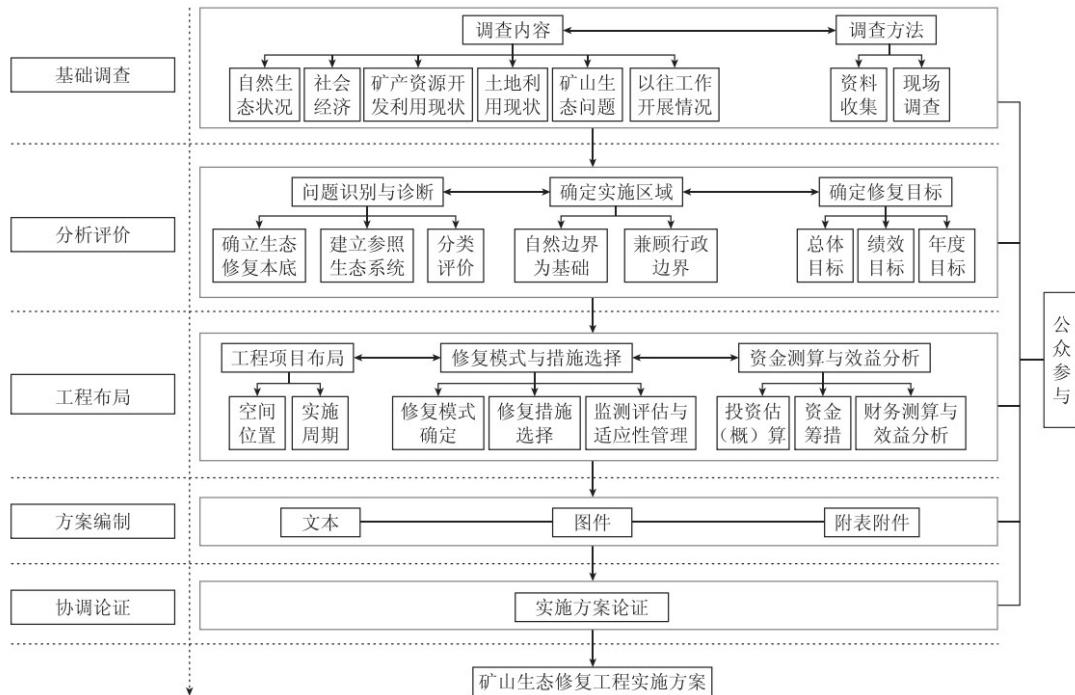 调查内容
调查方法
基础调查
自然生
态状况
社会
经济
矿产资源开
发利用现状
土地利
用现状
矿山生
态问题
以往工作
开展情况
资料
收集
现场
调查
问题识别与诊断
确定实施区域
确定修复目标
分析评价
确立生态
修复本底
建立参照
生态系统
分类
评价
自然边界
为基础
兼顾行政
边界
总体
目标
绩效
目标
年度
目标
工程项目布局
修复模式与措施选择
资金测算与效益分析
工程布局
空间
位置
实施
周期
修复模式
确定
修复措施
选择
监测评估与
适应性管理
投资估
（概）算
资金
筹措
财务测算与
效益分析
公众参与
方案编制
文本
图件
附表附件
协调论证
实施方案论证
矿山生态修复工程实施方案